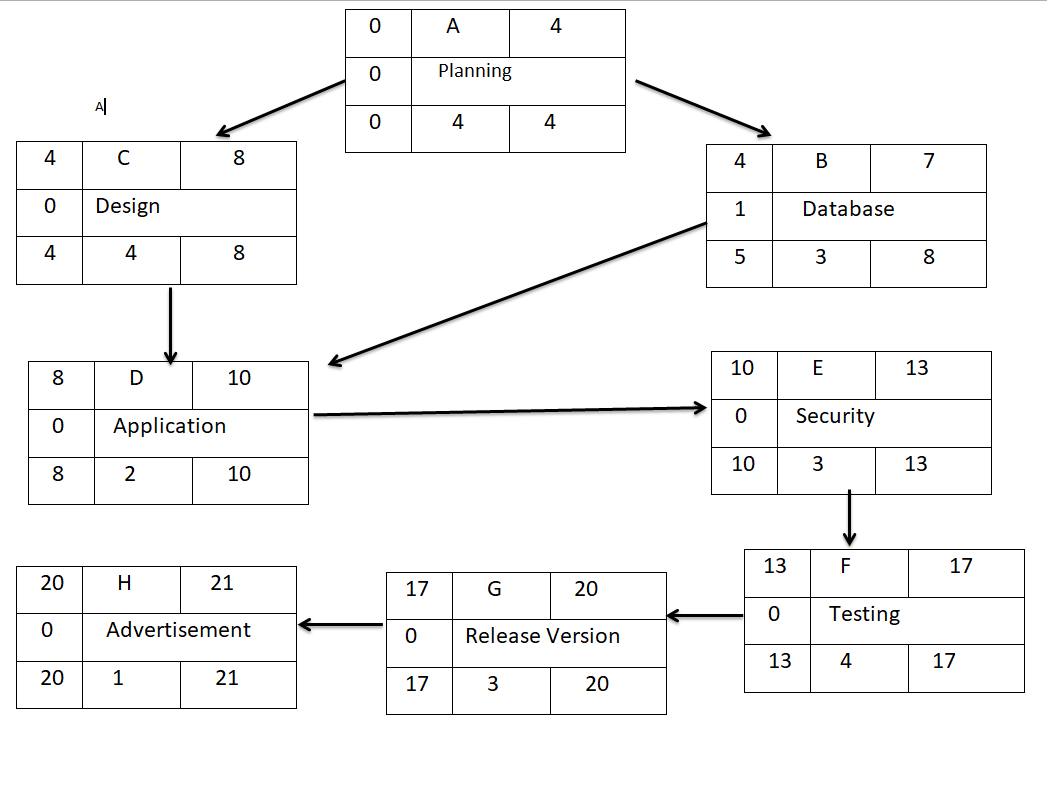 0 A 4
0 Planning
0 4 4
A
4 C 8
0 Design
4 4 8
4 B 7
1 Database
5 3 8
8 D 10
0 Application
8 2 10
10 E 13
0 Security
10 3 13
20 H 21
0 Advertisement
20 1 21
17 G 20
0 Release Version
17 3 20
13 F 17
0 Testing
13 4 17